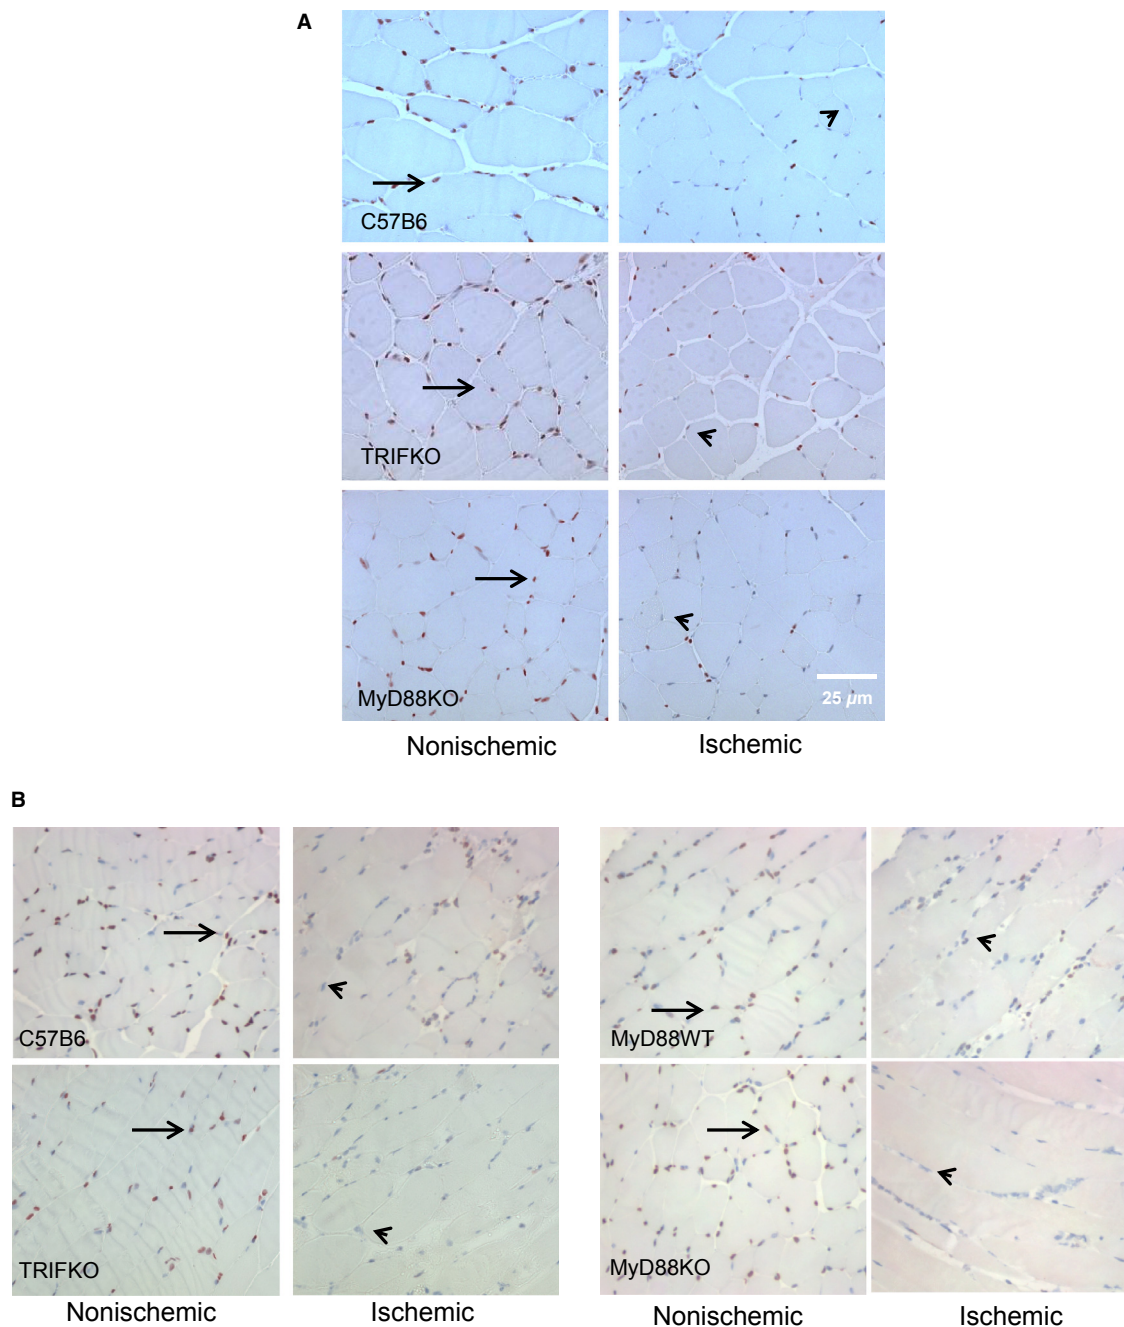 A
C57B6
TRIFKO
MyD88KO
25 µm
Nonischemic Ischemic
B
C57B6 MyD88WT
TRIFKO MyD88KO
Nonischemic Ischemic Nonischemic Ischemic